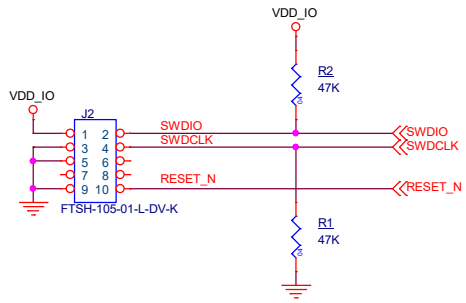 VDD_IO
R2
47K
VDD_IO
J2
1 2
3 4
5 6
7 8
9 10
SWDIO
SWDCLK
RESET_N
SWDIO
SWDCLK
RESET_N
FTSH-105-01-L-DV-K
R1
47K